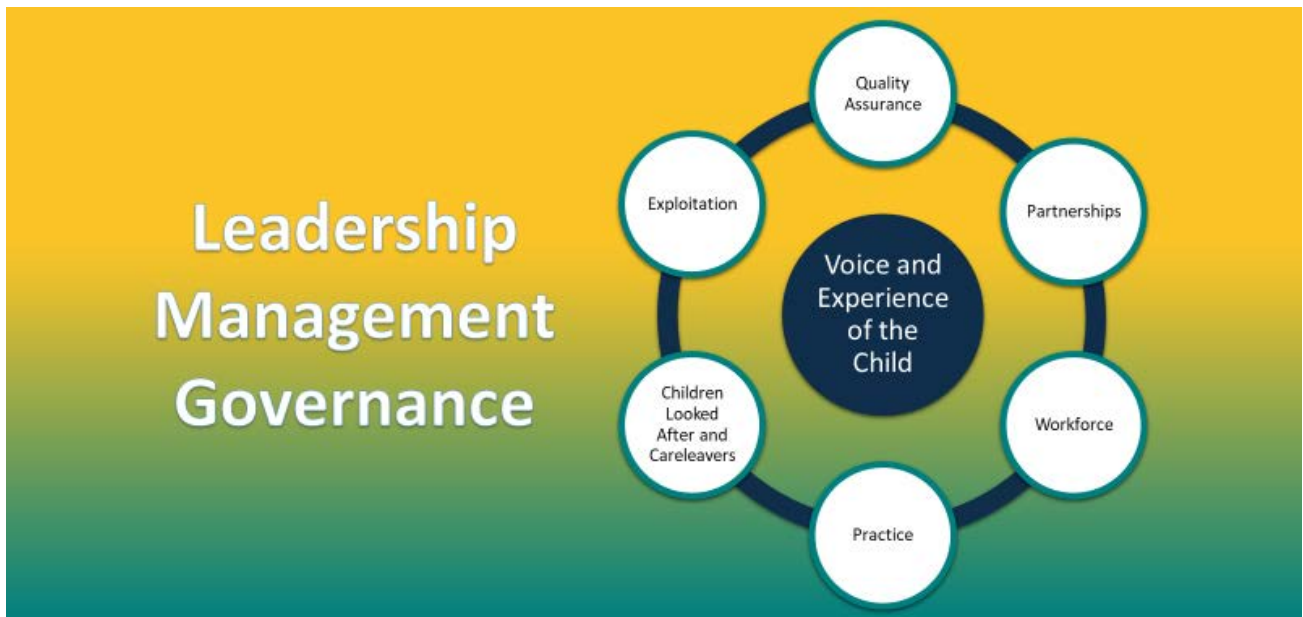 Leadership
Management
Governance
Quality
Assurance
Partnerships
Workforce
Practice
Children
Looked
After and
Careleavers
Exploitation
Voice and
Experience
of the
Child